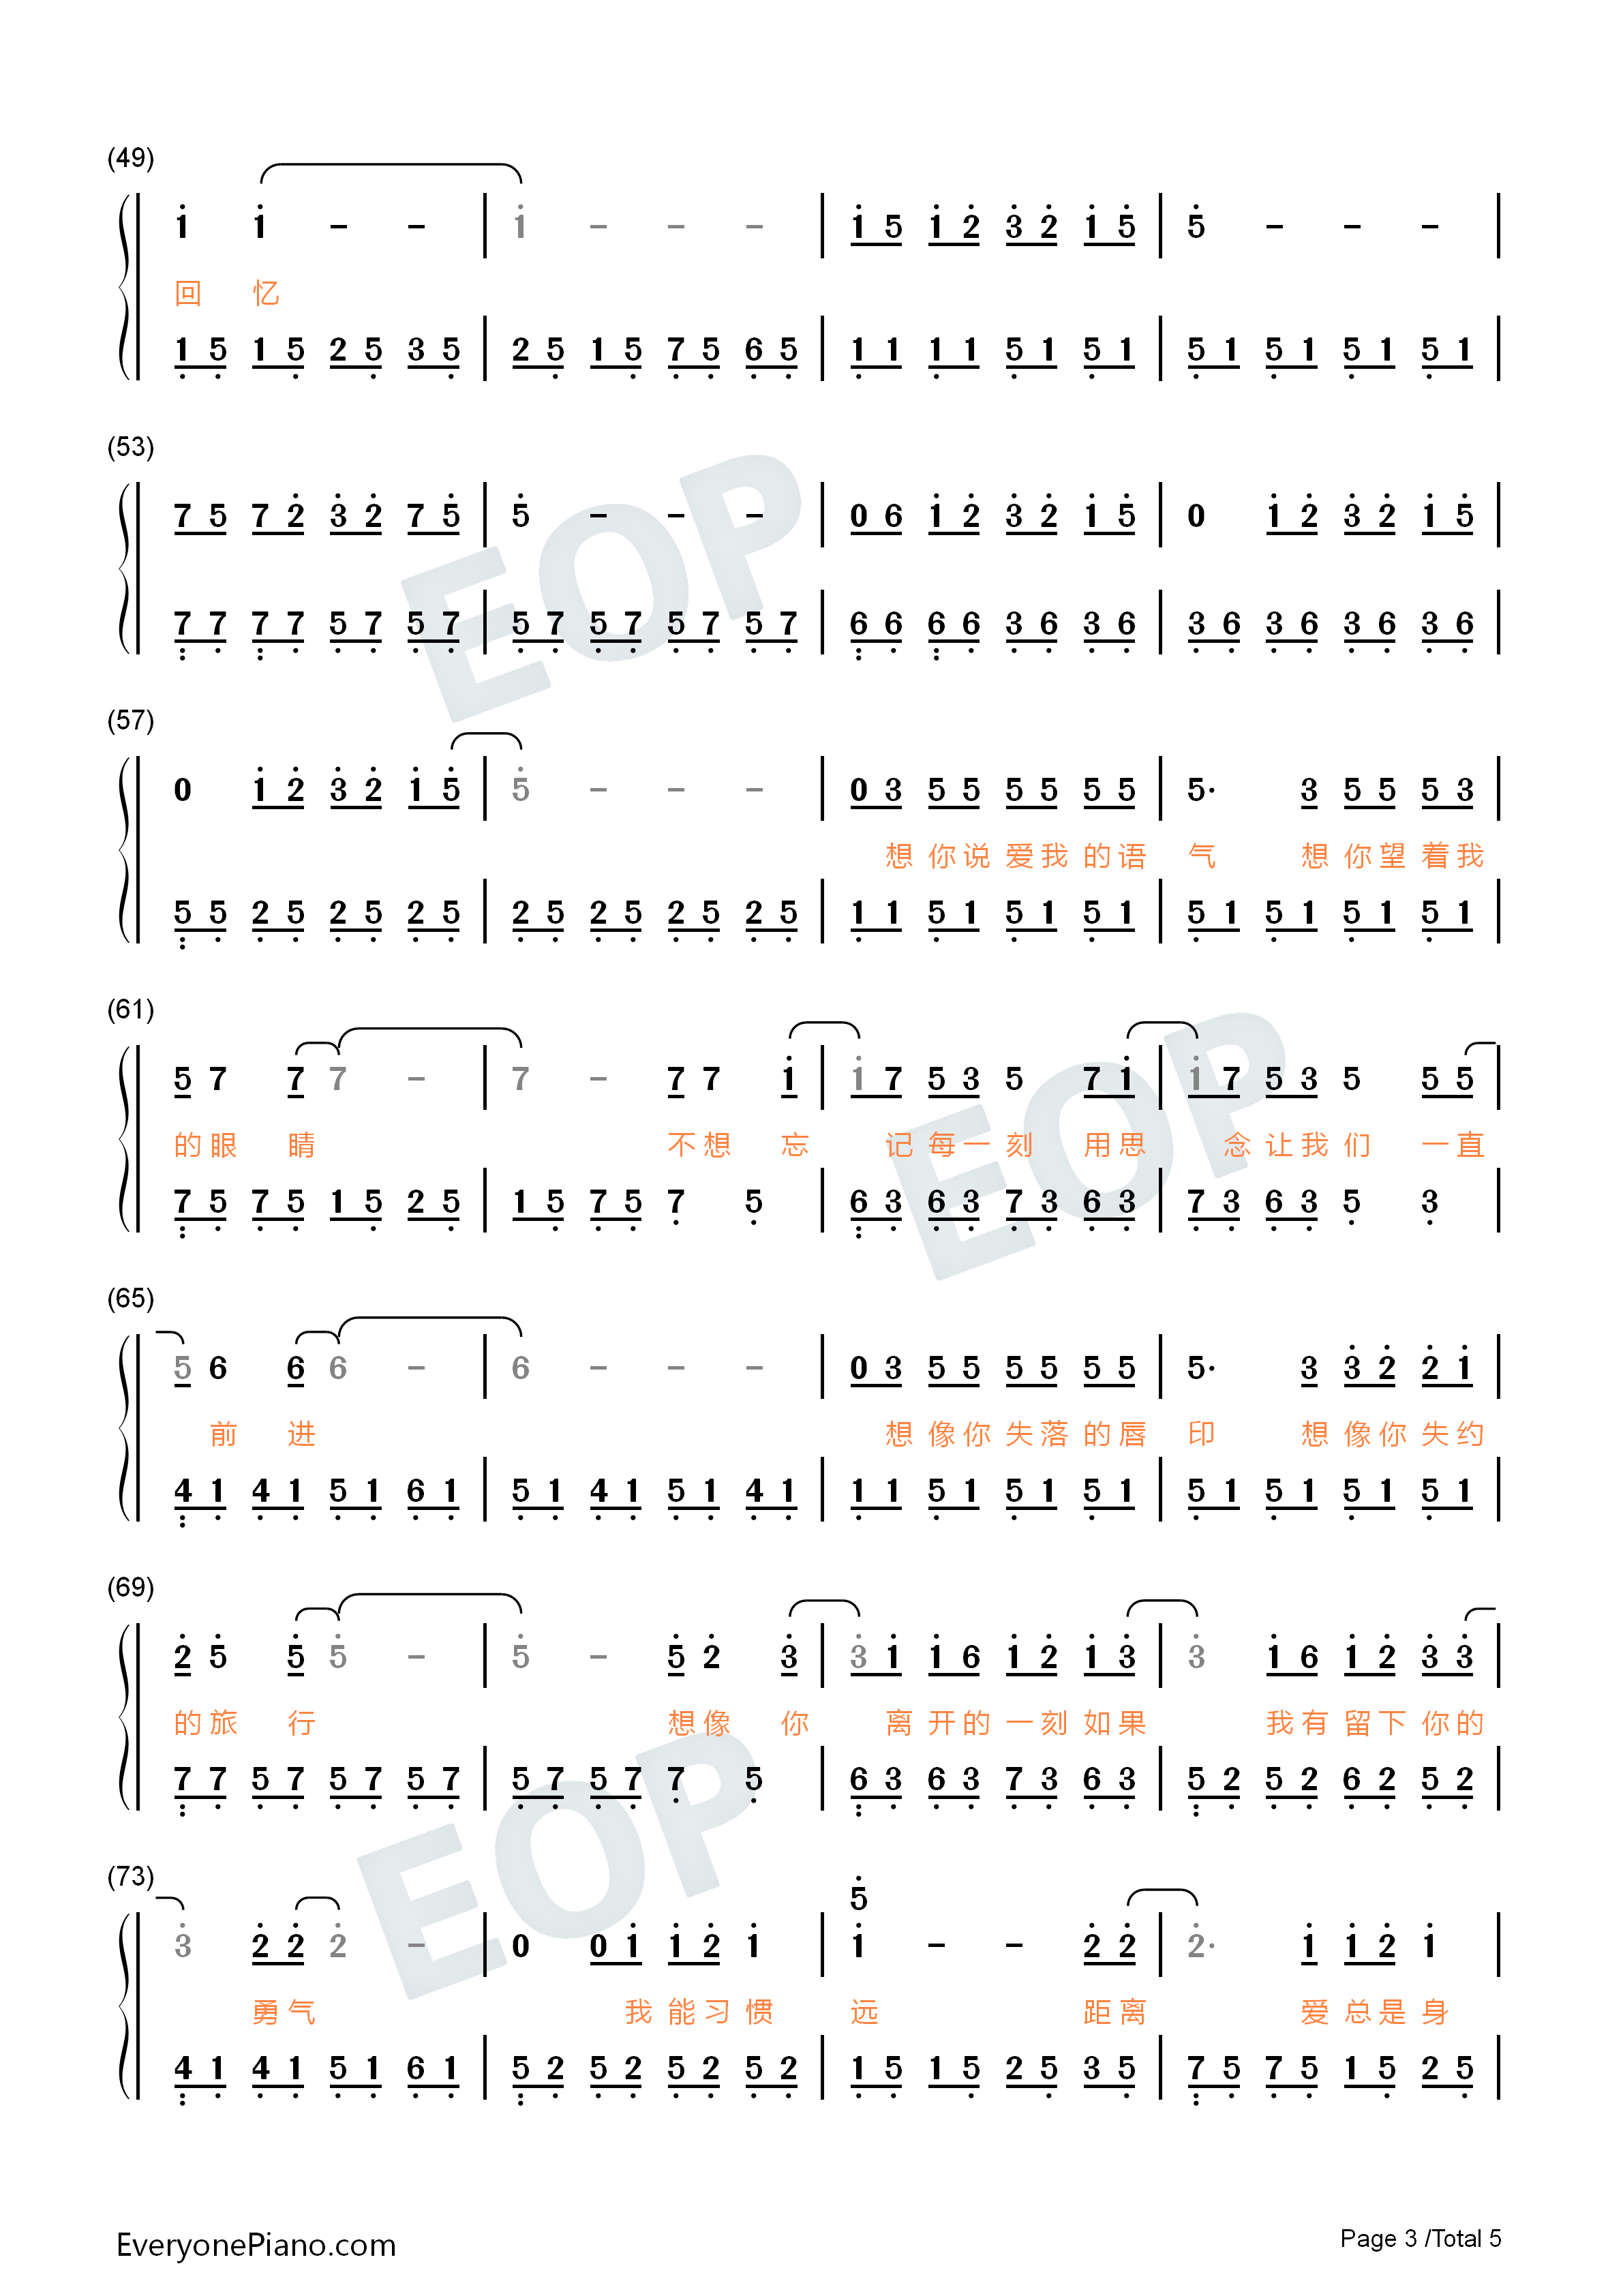 (49)
1 1 - - | 1 - - - | 1 5 1 2 3 2 1 5 | 5 - - - |
回 忆
1 5 1 5 2 5 3 5 | 2 5 1 5 7 5 6 5 | 1 1 1 1 5 1 5 1 | 5 1 5 1 5 1 5 1 |
(53)
7 5 7 2 3 2 7 5 | 5 - - - | 0 6 1 2 3 2 1 5 | 0 1 2 3 2 1 5 |
7 7 7 7 5 7 5 7 | 5 7 5 7 5 7 5 7 | 6 6 6 6 3 6 3 6 | 3 6 3 6 3 6 3 6 |
(57)
0 1 2 3 2 1 5 | 5 - - - | 0 3 5 5 5 5 5 5 | 5· 3 5 5 5 3 |
想 你 说 爱 我 的 语 气 想 你 望 着 我
5 5 2 5 2 5 2 5 | 2 5 2 5 2 5 2 5 | 1 1 5 1 5 1 5 1 | 5 1 5 1 5 1 5 1 |
(61)
5 7 7 7 - | 7 - 7 7 1 | 1 7 5 3 5 7 1 | 1 7 5 3 5 5 5 |
的 眼 睛 不 想 忘 记 每 一 刻 用 思 念 让 我 们 一 直
7 5 7 5 1 5 2 5 | 1 5 7 5 7 5 | 6 3 6 3 7 3 6 3 | 7 3 6 3 5 3 |
(65)
5 6 6 6 - | 6 - - - | 0 3 5 5 5 5 5 5 | 5· 3 3 2 2 1 |
前 进 想 像 你 失 落 的 唇 印 想 像 你 失 约
4 1 4 1 5 1 6 1 | 5 1 4 1 5 1 4 1 | 1 1 5 1 5 1 5 1 | 5 1 5 1 5 1 5 1 |
(69)
2 5 5 5 - | 5 - 5 2 3 | 3 1 1 6 1 2 1 3 | 3 1 6 1 2 3 3 |
的 旅 行 想 像 你 离 开 的 一 刻 如 果 我 有 留 下 你 的
7 7 5 7 5 7 5 7 | 5 7 5 7 7 5 | 6 3 6 3 7 3 6 3 | 5 2 5 2 6 2 5 2 |
(73)
5
3 2 2 2 - | 0 0 1 1 2 1 | 1 - - 2 2 | 2· 1 1 2 1 |
勇 气 我 能 习 惯 远 距 离 爱 总 是 身
4 1 4 1 5 1 6 1 | 5 2 5 2 5 2 5 2 | 1 5 1 5 2 5 3 5 | 7 5 7 5 1 5 2 5 |
EOP
EOP
EOP
EveryonePiano.com
Page 3 /Total 5